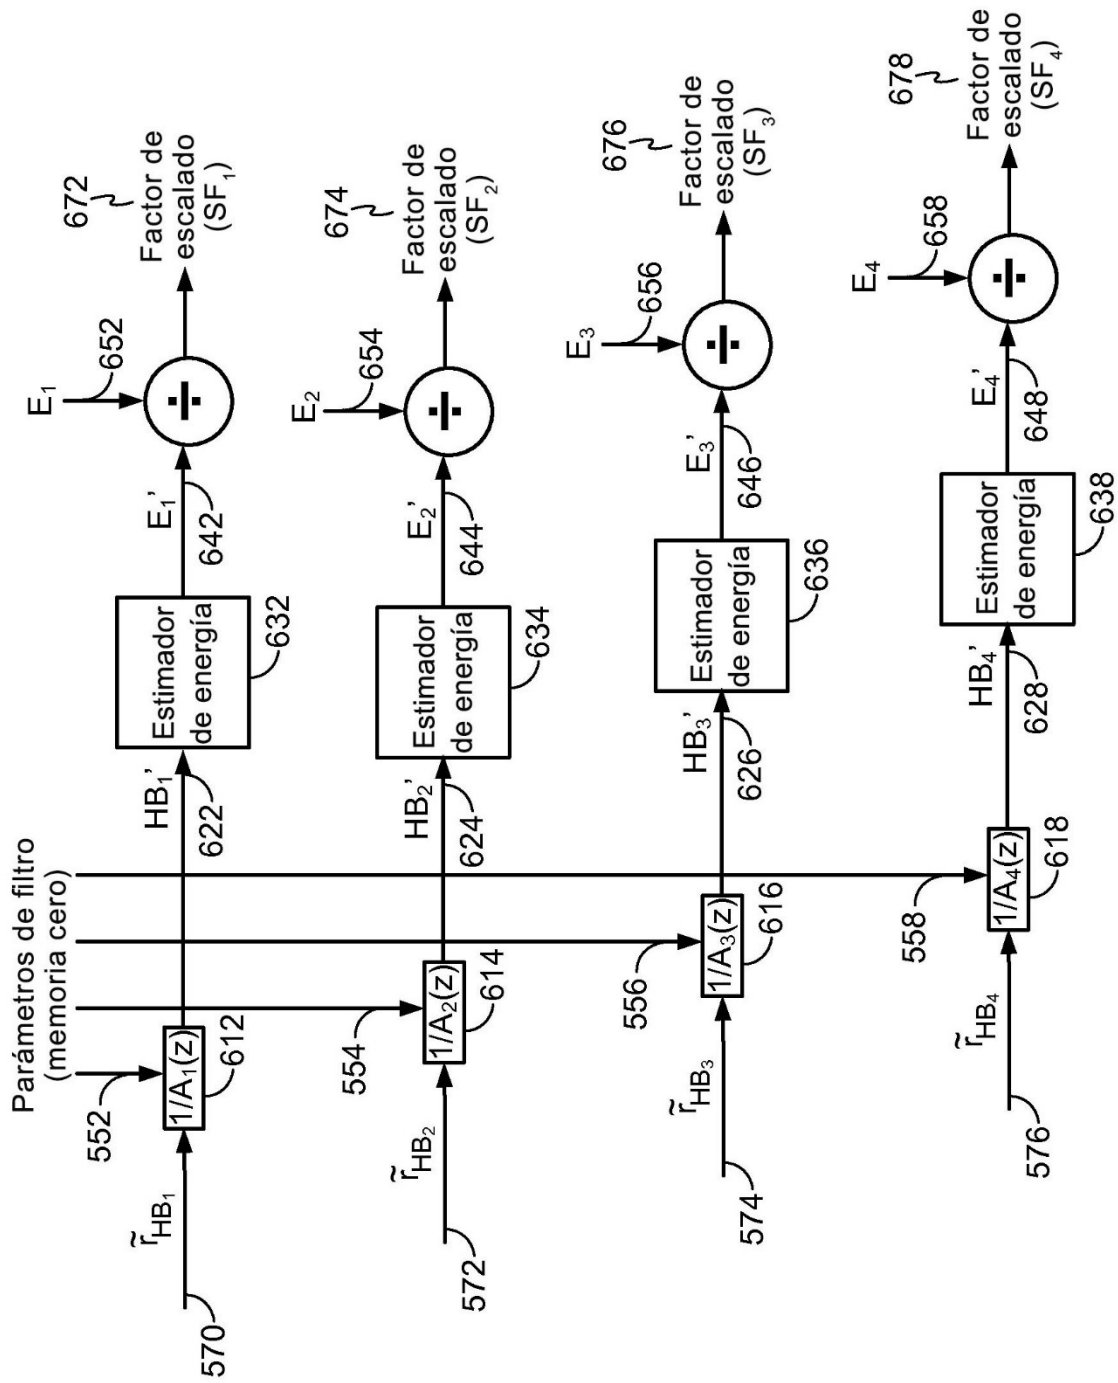 Parámetros de filtro
(memoria cero)
570
r̃HB₁
552
1/A₁(z)
612
HB₁’
622
Estimador
de energía
632
E₁’
642
E₁
652
÷
672
Factor de
escalado
(SF₁)
572
r̃HB₂
554
1/A₂(z)
614
HB₂’
624
Estimador
de energía
634
E₂’
644
E₂
654
÷
674
Factor de
escalado
(SF₂)
574
r̃HB₃
556
1/A₃(z)
616
HB₃’
626
Estimador
de energía
636
E₃’
646
E₃
656
÷
676
Factor de
escalado
(SF₃)
576
r̃HB₄
558
1/A₄(z)
618
HB₄’
628
Estimador
de energía
638
E₄’
648
E₄
658
÷
678
Factor de
escalado
(SF₄)